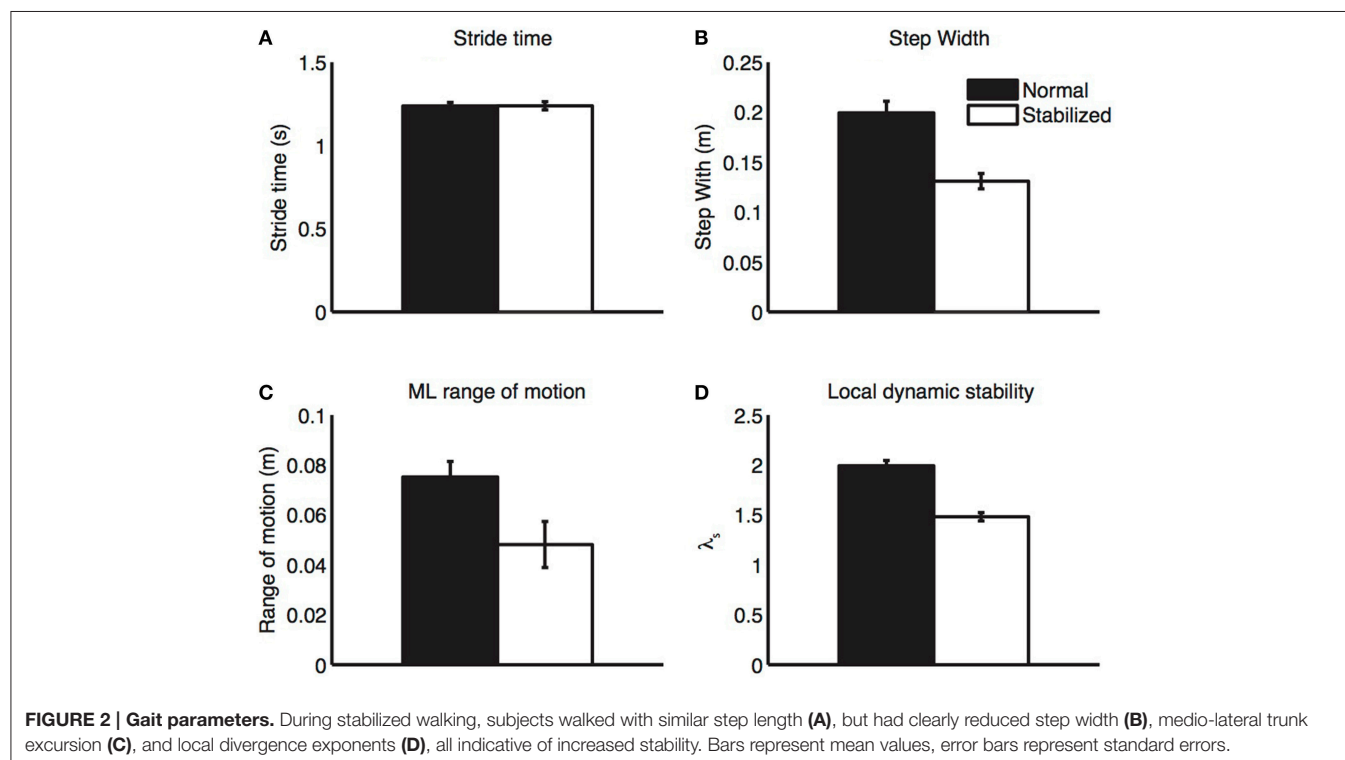 A
Stride time
1.5
1
0.5
0
Stride time (s)
B
Step Width
0.25
0.2
0.15
0.1
0.05
0
Step With (m)
Normal
Stabilized
C
ML range of motion
0.1
0.08
0.06
0.04
0.02
0
Range of motion (m)
D
Local dynamic stability
2.5
2
1.5
1
0.5
0
λs
FIGURE 2 | Gait parameters. During stabilized walking, subjects walked with similar step length (A), but had clearly reduced step width (B), medio-lateral trunk
excursion (C), and local divergence exponents (D), all indicative of increased stability. Bars represent mean values, error bars represent standard errors.